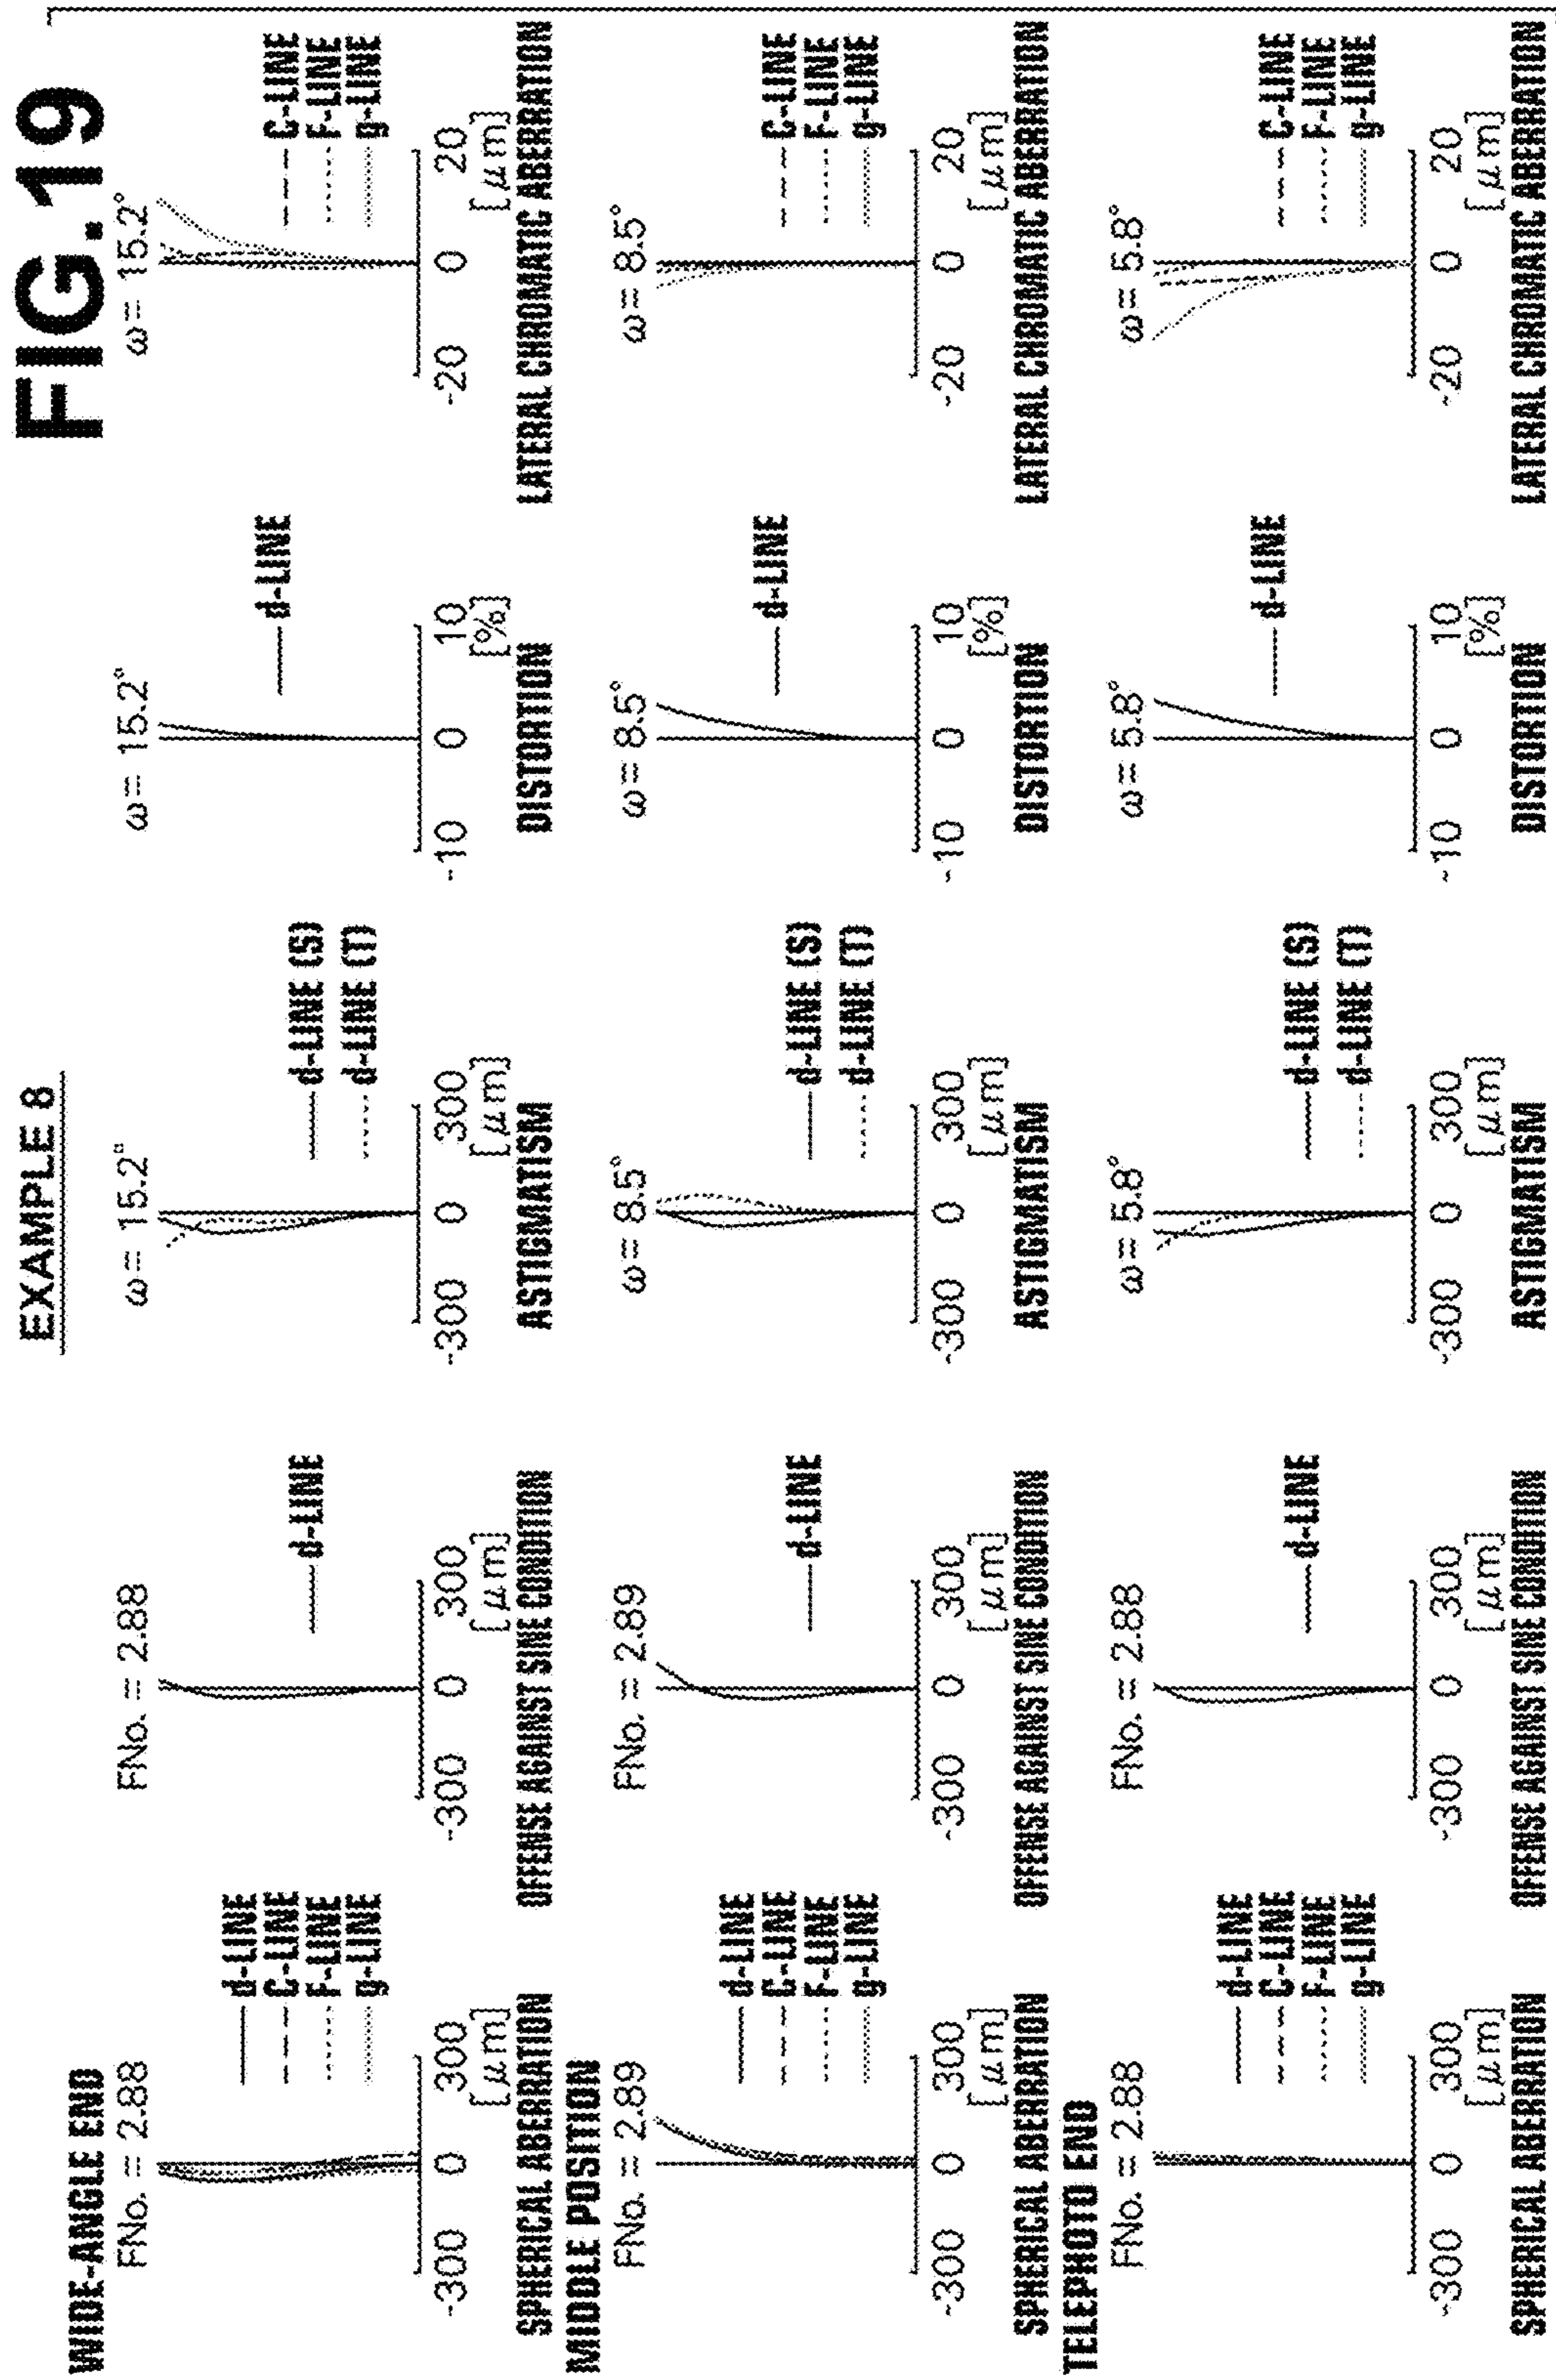 FIG.19
EXAMPLE 8
WIDE-ANGLE END
FNo. = 2.88
d-LINE
C-LINE
F-LINE
g-LINE
-300 0 300
[μm]
SPHERICAL ABERRATION
FNo. = 2.88
d-LINE
-300 0 300
[μm]
OFFENSE AGAINST SINE CONDITION
ω= 15.2°
d-LINE (S)
d-LINE (T)
-300 0 300
[μm]
ASTIGMATISM
ω= 15.2°
d-LINE
-10 0 10
[%]
DISTORTION
ω= 15.2°
C-LINE
F-LINE
g-LINE
-20 0 20
[μm]
LATERAL CHROMATIC ABERRATION
MIDDLE POSITION
FNo. = 2.89
d-LINE
C-LINE
F-LINE
g-LINE
-300 0 300
[μm]
SPHERICAL ABERRATION
FNo. = 2.89
d-LINE
-300 0 300
[μm]
OFFENSE AGAINST SINE CONDITION
ω= 8.5°
d-LINE (S)
d-LINE (T)
-300 0 300
[μm]
ASTIGMATISM
ω= 8.5°
d-LINE
-10 0 10
[%]
DISTORTION
ω= 8.5°
C-LINE
F-LINE
g-LINE
-20 0 20
[μm]
LATERAL CHROMATIC ABERRATION
TELEPHOTO END
FNo. = 2.88
d-LINE
C-LINE
F-LINE
g-LINE
-300 0 300
[μm]
SPHERICAL ABERRATION
FNo. = 2.88
d-LINE
-300 0 300
[μm]
OFFENSE AGAINST SINE CONDITION
ω= 5.8°
d-LINE (S)
d-LINE (T)
-300 0 300
[μm]
ASTIGMATISM
ω= 5.8°
d-LINE
-10 0 10
[%]
DISTORTION
ω= 5.8°
C-LINE
F-LINE
g-LINE
-20 0 20
[μm]
LATERAL CHROMATIC ABERRATION